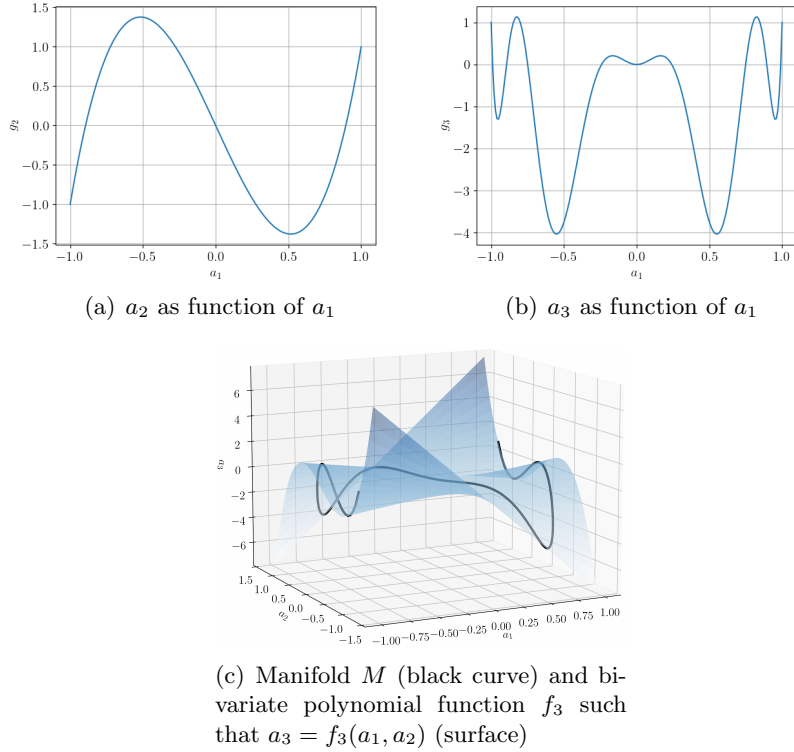 1.5
1.0
0.5
0.0
−0.5
−1.0
−1.5
g₂
−1.0 −0.5 0.0 0.5 1.0
a₁
1
0
−1
−2
−3
−4
g₃
−1.0 −0.5 0.0 0.5 1.0
a₁
(a) a₂ as function of a₁
(b) a₃ as function of a₁
6
4
2
0
−2
−4
−6
a₃
1.5
1.0
0.5
0.0
−0.5
−1.0
−1.5
a₂
−1.00 −0.75 −0.50 −0.25 0.00 0.25 0.50 0.75 1.00
a₁
(c) Manifold M (black curve) and bi-
variate polynomial function f₃ such
that a₃ = f₃(a₁, a₂) (surface)